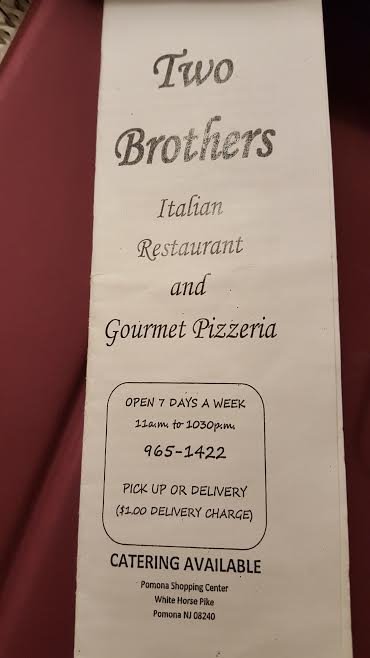 Two
Brothers
Italian
Restaurant
and
Gourmet Pizzeria
OPEN 7 DAYS A WEEK
11a.m. to 1030p.m.
965-1422
PICK UP OR DELIVERY
($1.00 DELIVERY CHARGE)
CATERING AVAILABLE
Pomona Shopping Center
White Horse Pike
Pomona NJ 08240